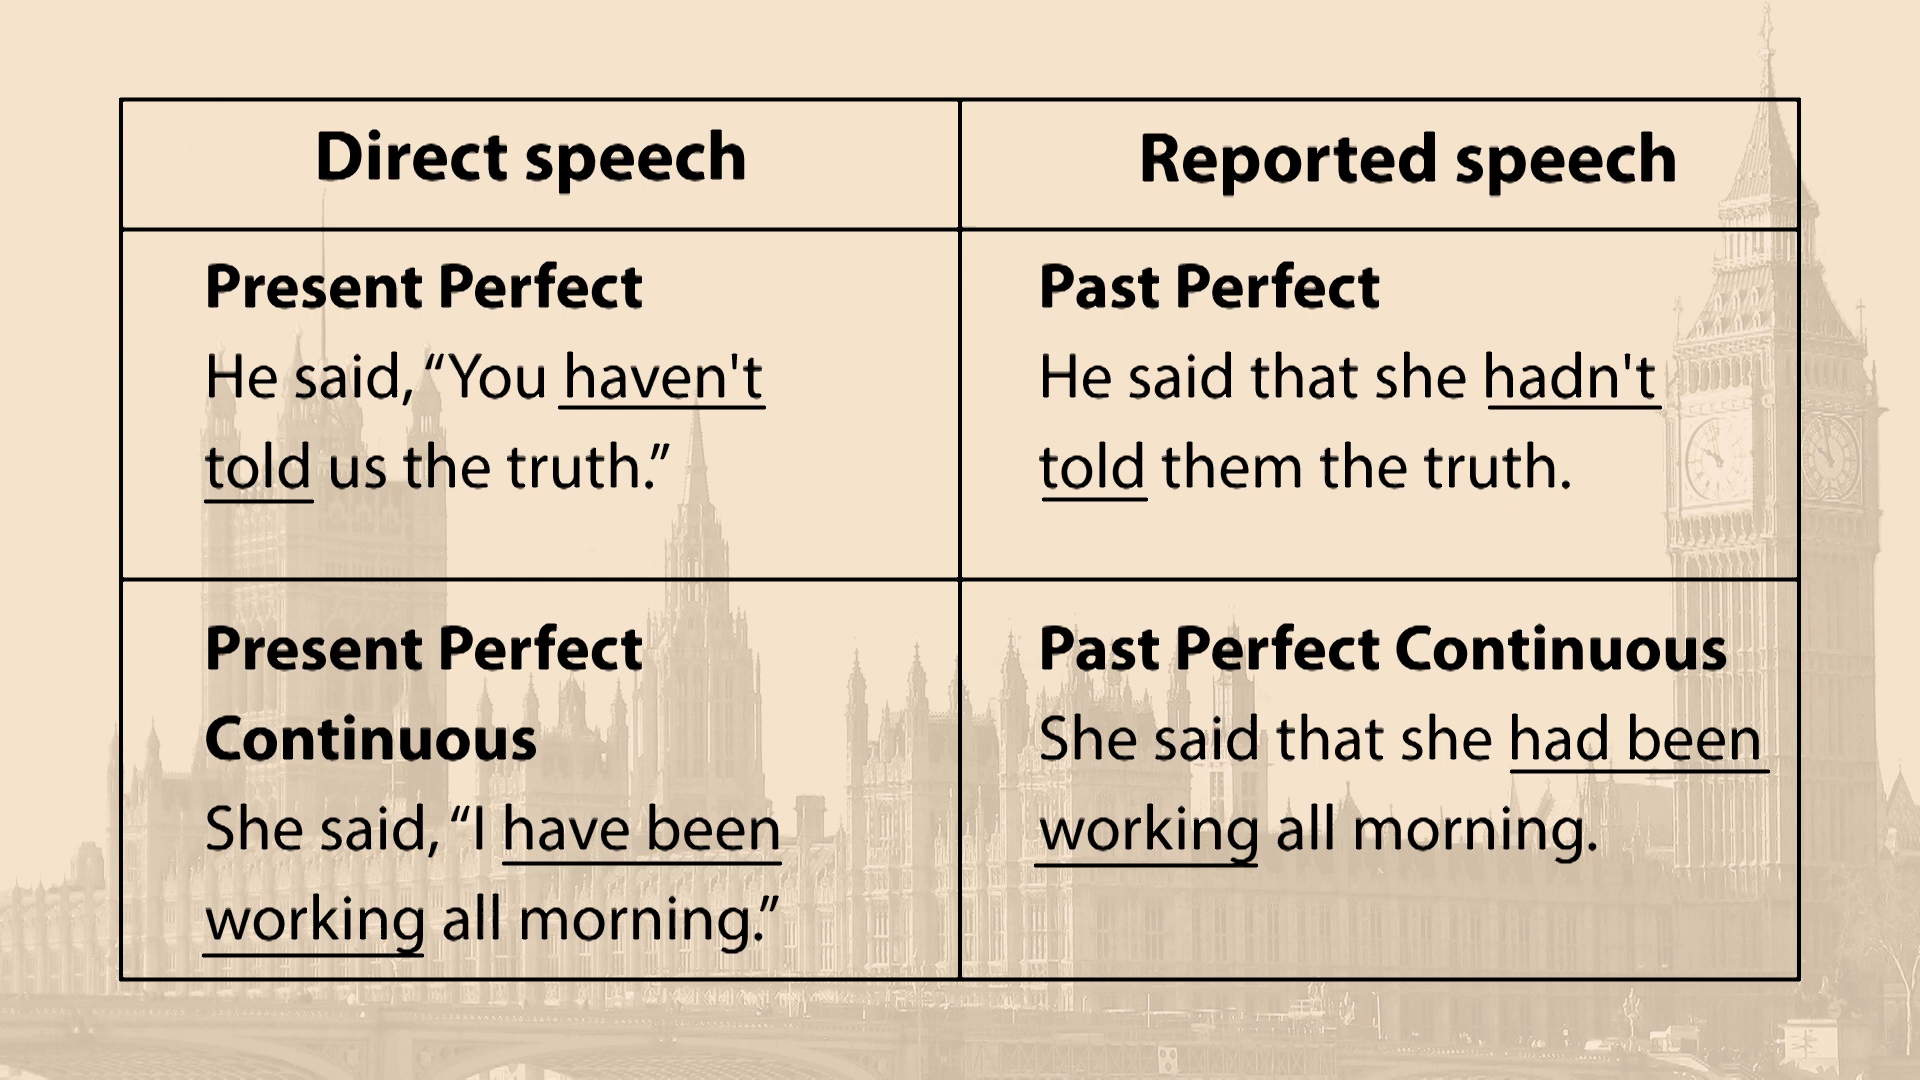 Direct speech
Reported speech
Present Perfect
He said, “You haven't
told us the truth.”
Past Perfect
He said that she hadn't
told them the truth.
Present Perfect
Continuous
She said, “I have been
working all morning.”
Past Perfect Continuous
She said that she had been
working all morning.